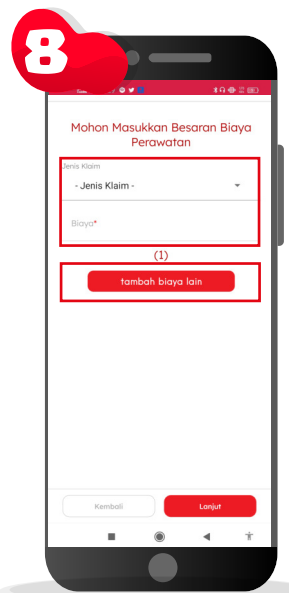 8
Mohon Masukkan Besaran Biaya
Perawatan
Jenis Klaim
- Jenis Klaim -
Biaya*
(1)
tambah biaya lain
Kembali
Lanjut